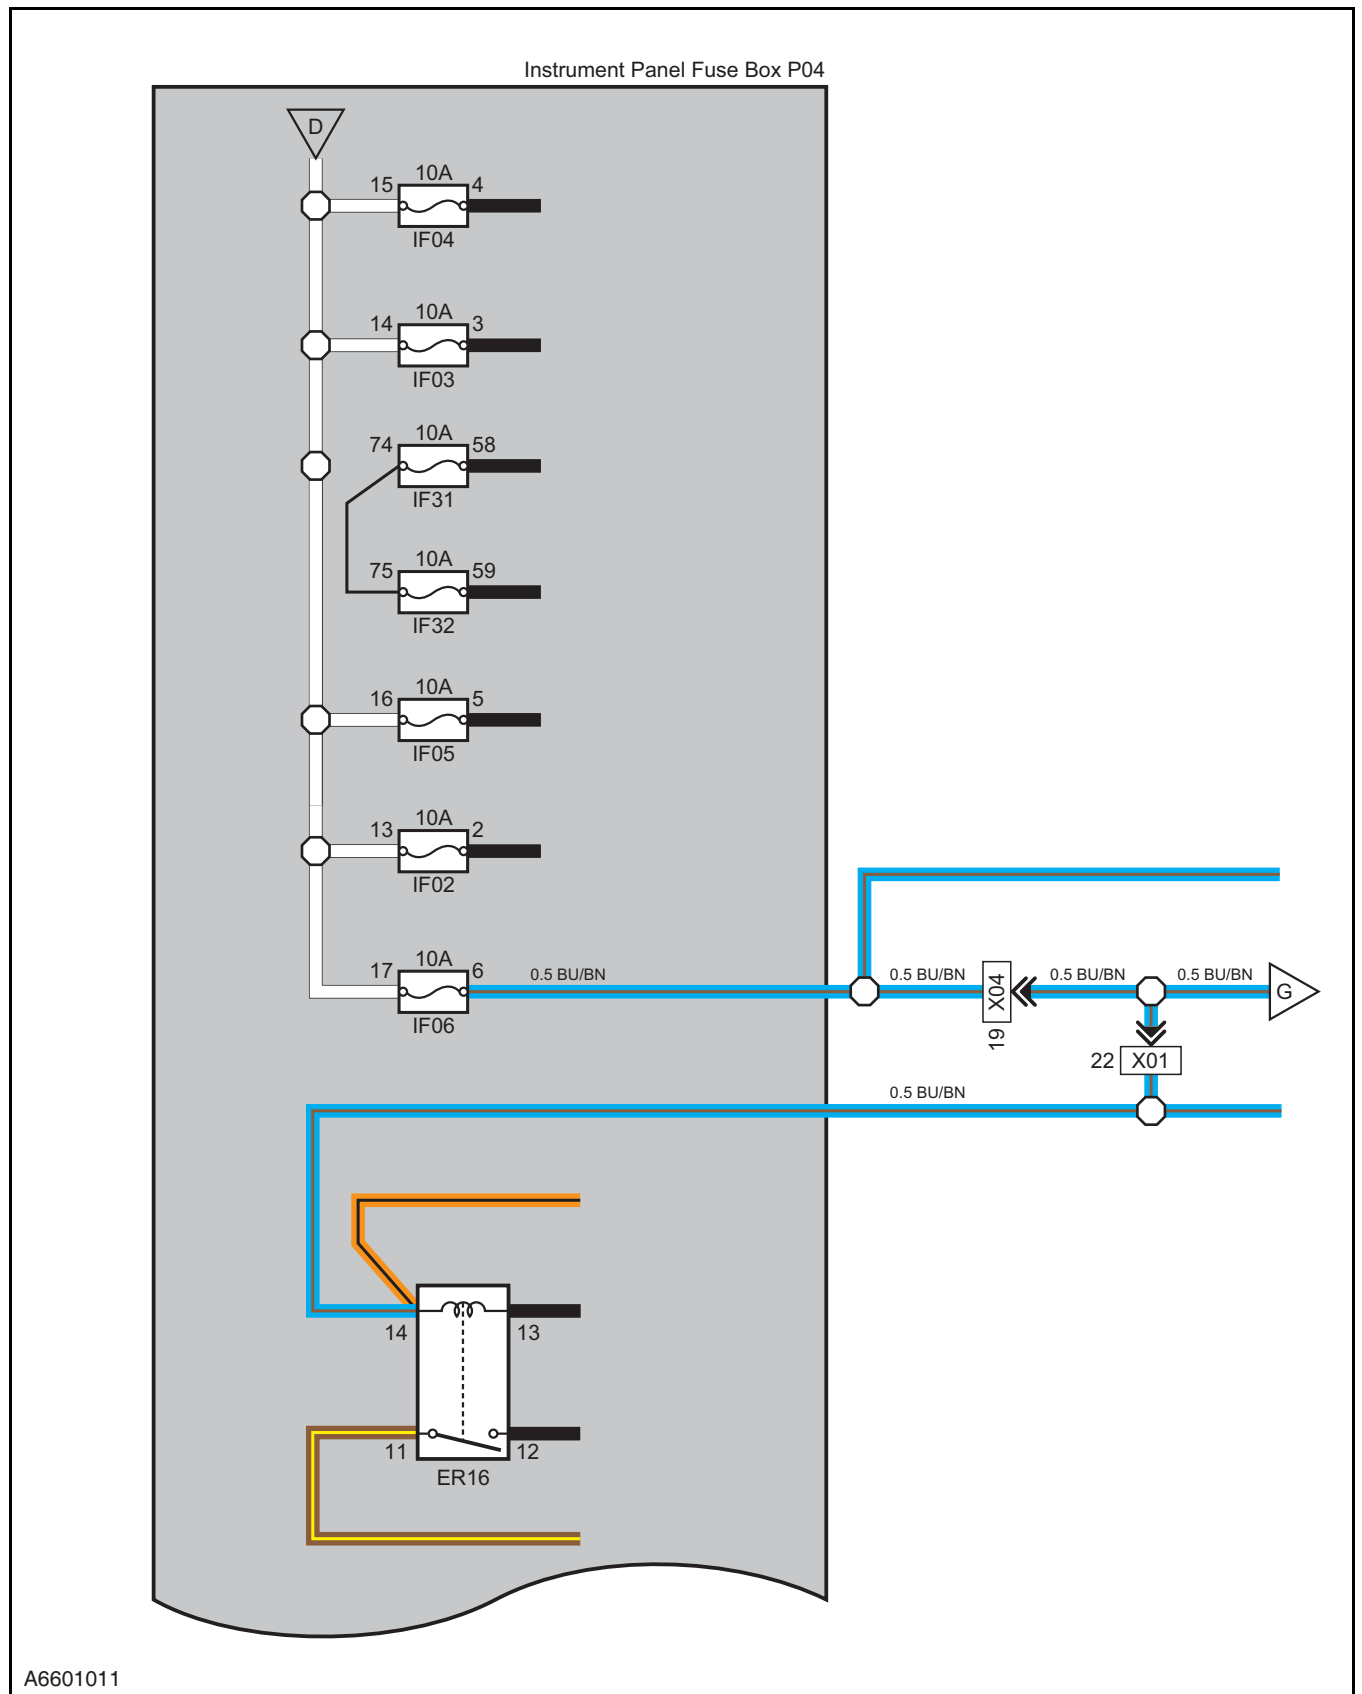 Instrument Panel Fuse Box P04
D
10A
15 4
IF04
10A
14 3
IF03
10A
74 58
IF31
10A
75 59
IF32
10A
16 5
IF05
10A
13 2
IF02
10A
17 6
IF06
0.5 BU/BN
0.5 BU/BN
X04
19
0.5 BU/BN
0.5 BU/BN
G
22 X01
0.5 BU/BN
14 13
11 12
ER16
A6601011